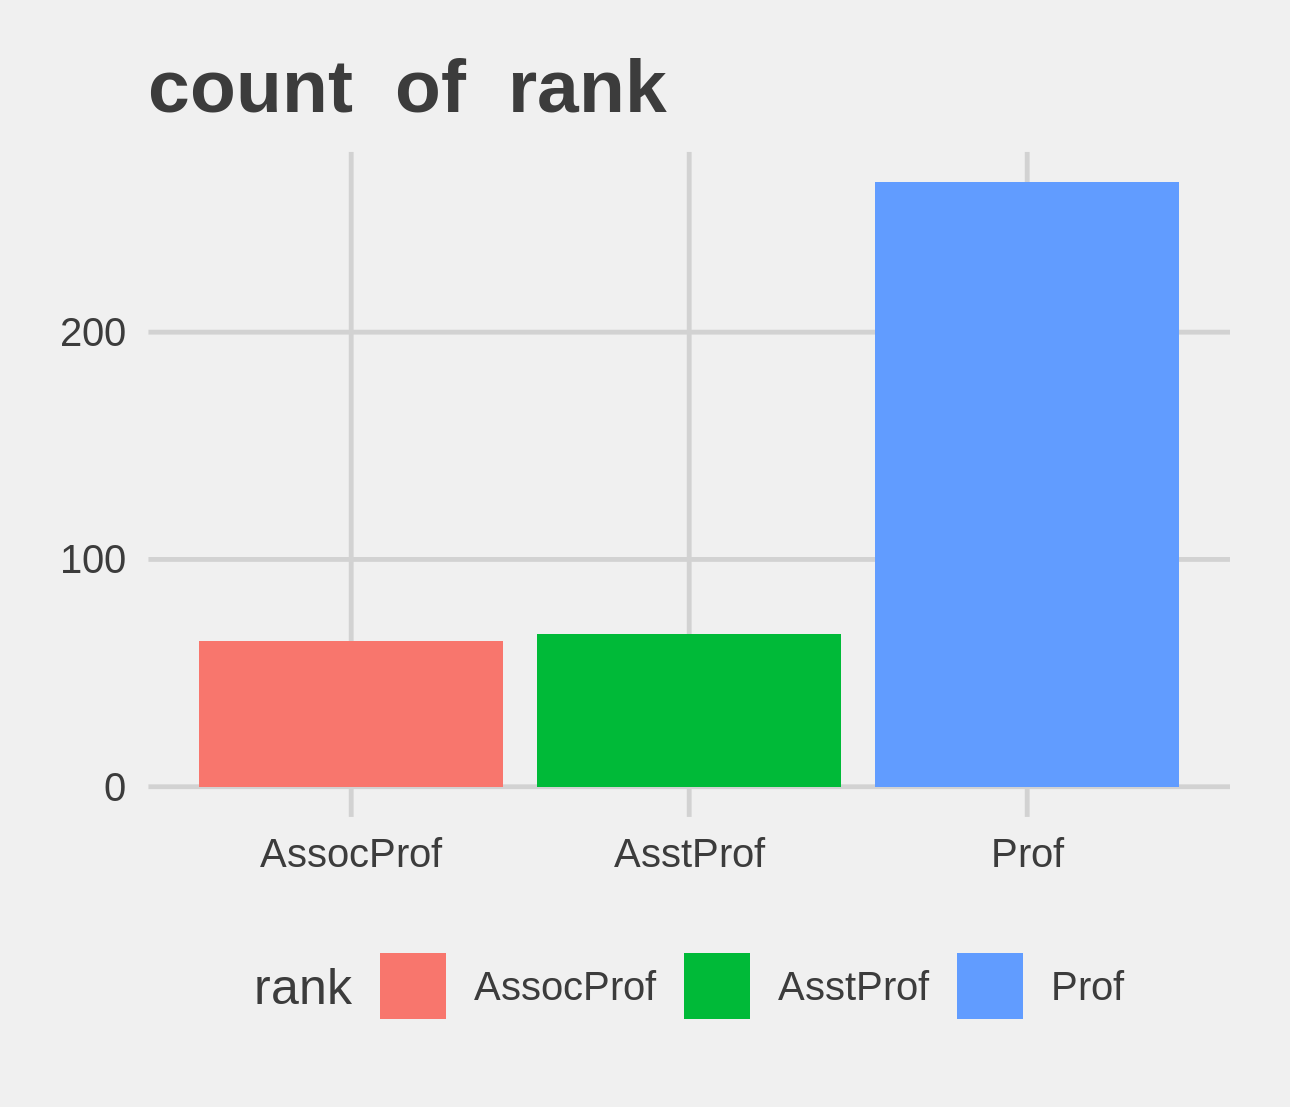 count of rank
200
100
0
AssocProf AsstProf Prof
rank AssocProf AsstProf Prof